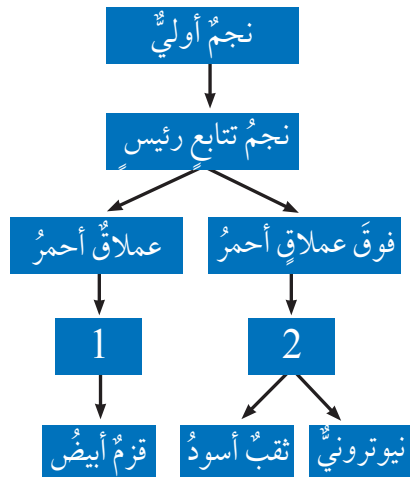 نجمٌ أوليٌّ
نجمُ تتابعٍ رئيسٍ
فوقَ عملاقٍ أحمرُ
عملاقٌ أحمرُ
2
1
نيوترونيٌّ
ثقبٌ أسودُ
قزمٌ أبيضُ